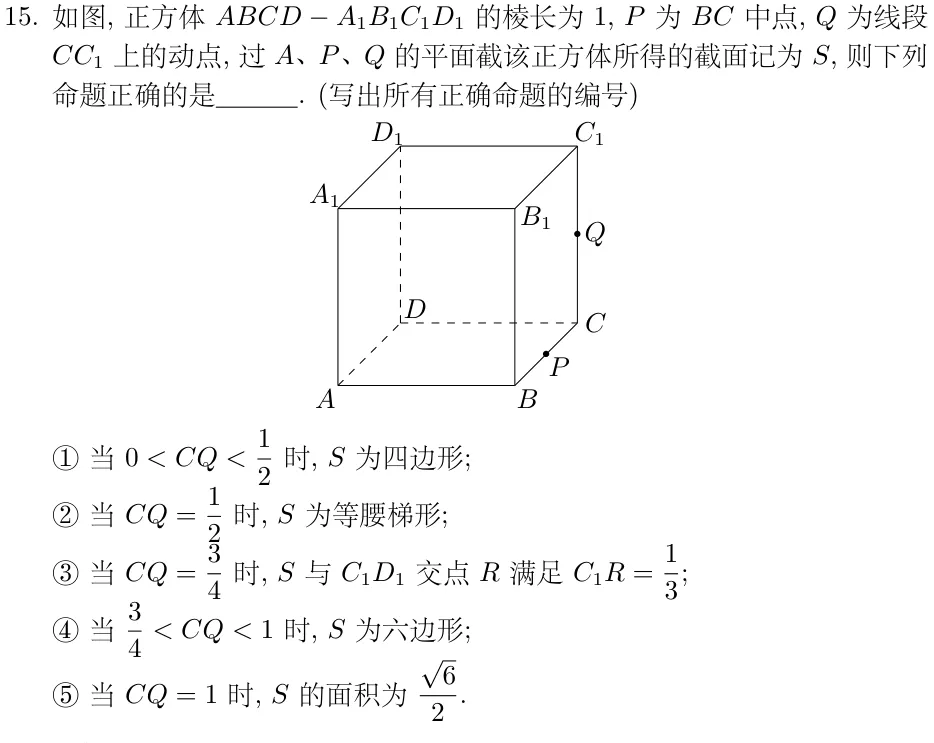 15. 如图, 正方体 ABCD − A₁B₁C₁D₁ 的棱长为 1, P 为 BC 中点, Q 为线段
CC₁ 上的动点, 过 A、P、Q 的平面截该正方体所得的截面记为 S, 则下列
命题正确的是______. (写出所有正确命题的编号)
D₁ C₁
A₁ B₁
Q
D C
P
A B
① 当 0 < CQ < 1/2 时, S 为四边形;
② 当 CQ = 1/2 时, S 为等腰梯形;
③ 当 CQ = 3/4 时, S 与 C₁D₁ 交点 R 满足 C₁R = 1/3;
④ 当 3/4 < CQ < 1 时, S 为六边形;
⑤ 当 CQ = 1 时, S 的面积为 √6/2.